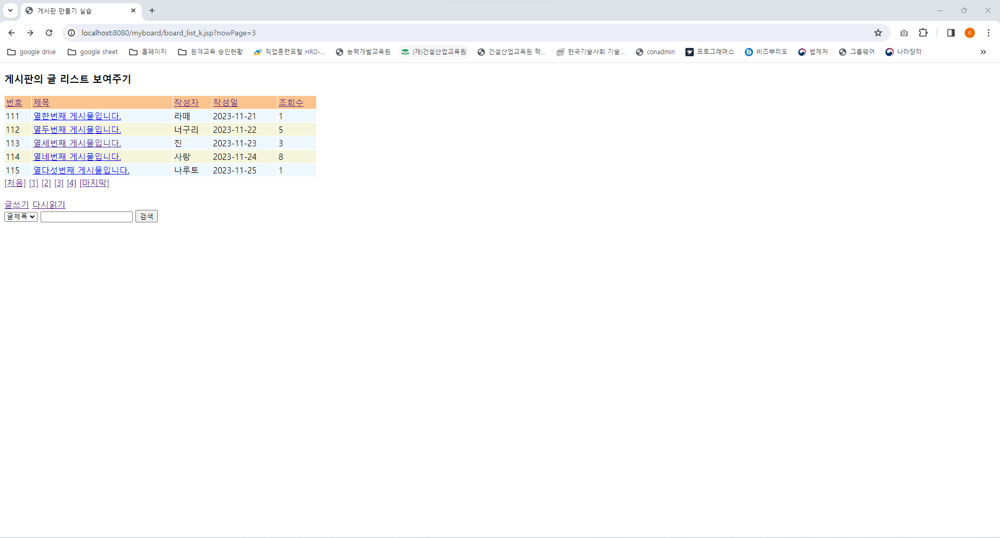 게시판 만들기 실습
localhost:8080/myboard/board_list_k.jsp?nowPage=3
c
google drive google sheet 홈페이지 원격교육 승인현황 직업훈련포털 HRD-... 능력개발교육원 (재)건설산업교육원 건설산업교육원 학... 한국기술사회 기술... conadmin 프로그래머스 비즈뿌리오 법제처 그룹웨어 나라장터
게시판의 글 리스트 보여주기
번호 제목 작성자 작성일 조회수
111 열한번째 게시물입니다. 라떼 2023-11-21 1
112 열두번째 게시물입니다. 너구리 2023-11-22 5
113 열세번째 게시물입니다. 진 2023-11-23 3
114 열네번째 게시물입니다. 사랑 2023-11-24 8
115 열다섯번째 게시물입니다. 나루토 2023-11-25 1
[처음] [1] [2] [3] [4] [마지막]
글쓰기 다시읽기
글제목 검색